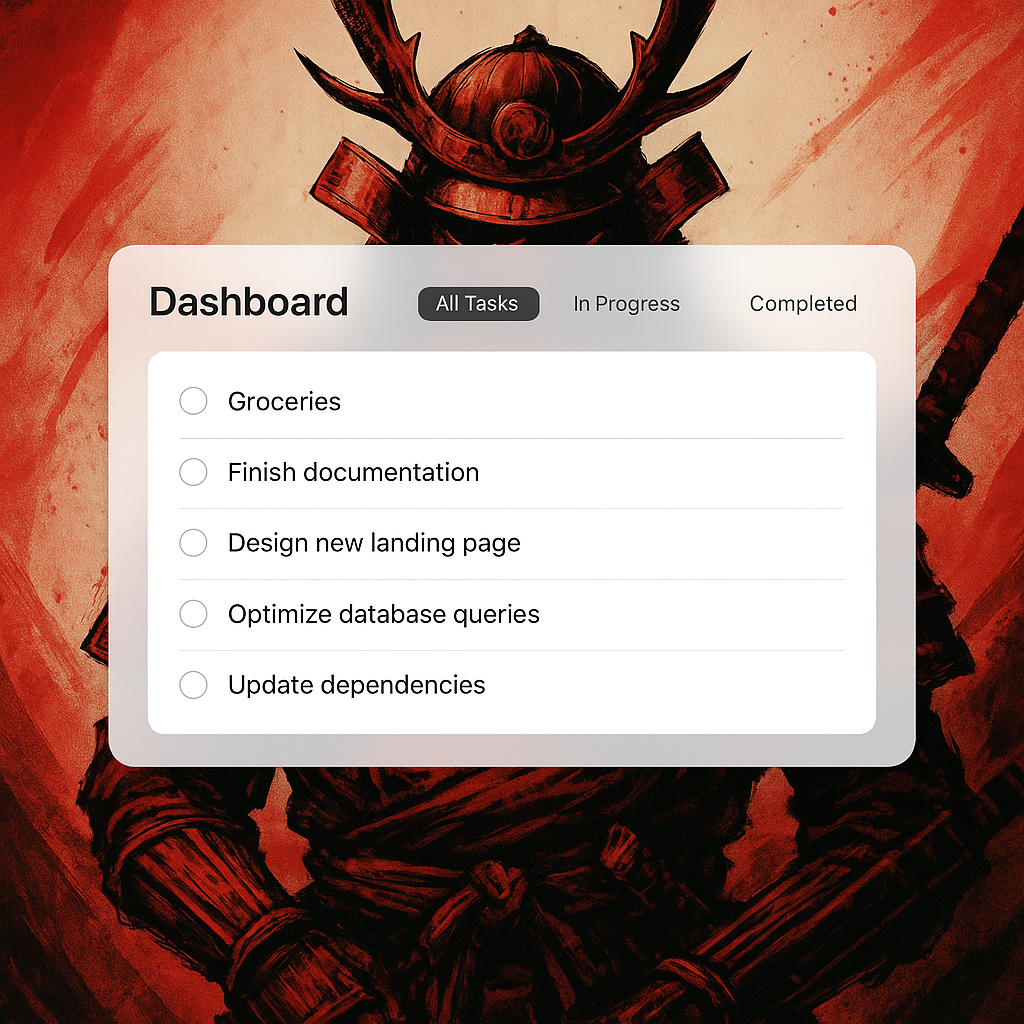 Dashboard All Tasks In Progress Completed
Groceries
Finish documentation
Design new landing page
Optimize database queries
Update dependencies